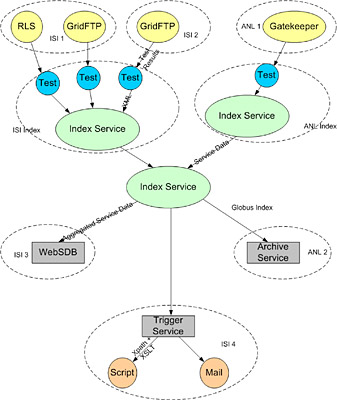 RLS
GridFTP
GridFTP
Gatekeeper
ISI 1
ISI 2
ANL 1
Test
Results
Test
Test
Test
Test
XML
Index Service
Index Service
ISI Index
ANL Index
Service Data
Index Service
Aggregated Service Data
Globus Index
WebSDB
ISI 3
Archive
Service
ANL 2
Trigger
Service
ISI 4
Xpath +
XSLT
Script
Mail